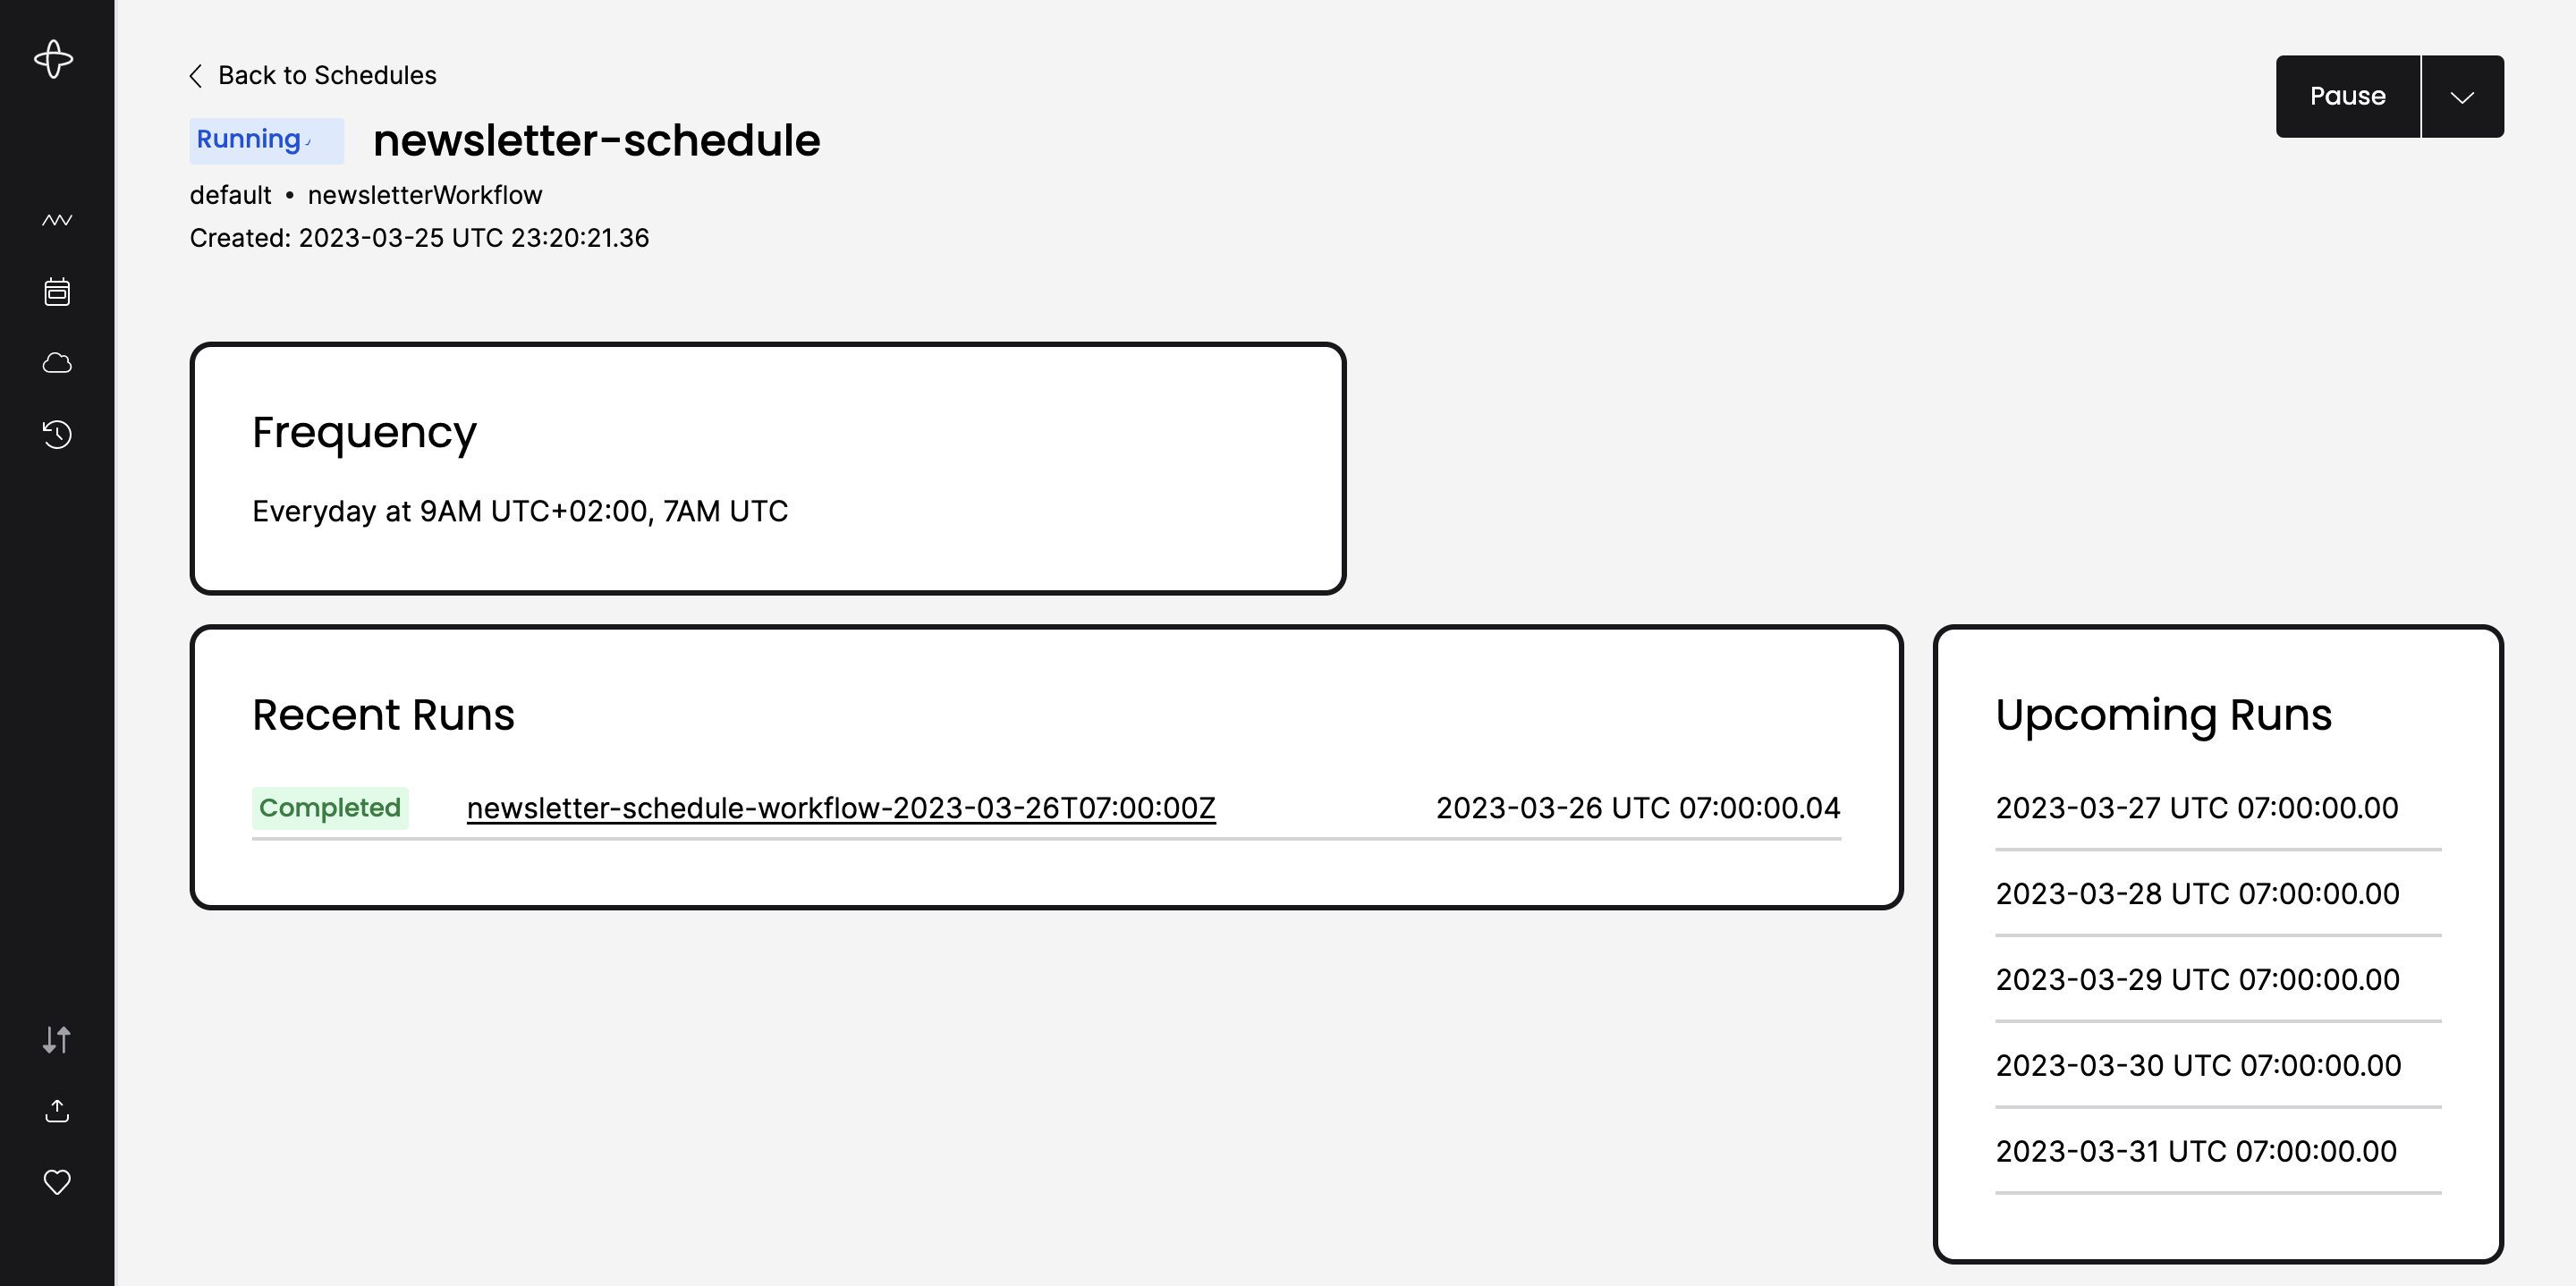 Back to Schedules
Pause
Running
newsletter-schedule
default • newsletterWorkflow
Created: 2023-03-25 UTC 23:20:21.36
Frequency
Everyday at 9AM UTC+02:00, 7AM UTC
Recent Runs
Completed newsletter-schedule-workflow-2023-03-26T07:00:00Z 2023-03-26 UTC 07:00:00.04
Upcoming Runs
2023-03-27 UTC 07:00:00.00
2023-03-28 UTC 07:00:00.00
2023-03-29 UTC 07:00:00.00
2023-03-30 UTC 07:00:00.00
2023-03-31 UTC 07:00:00.00